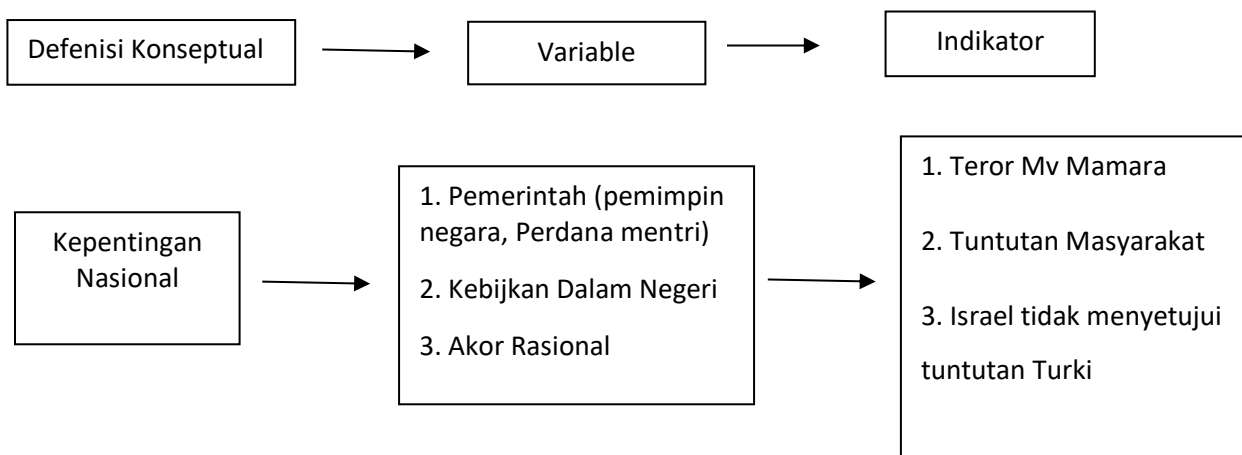 Defenisi Konseptual
Variable
Indikator
Kepentingan
Nasional
1. Pemerintah (pemimpin
negara, Perdana mentri)
2. Kebijkan Dalam Negeri
3. Akor Rasional
1. Teror Mv Mamara
2. Tuntutan Masyarakat
3. Israel tidak menyetujui
tuntutan Turki